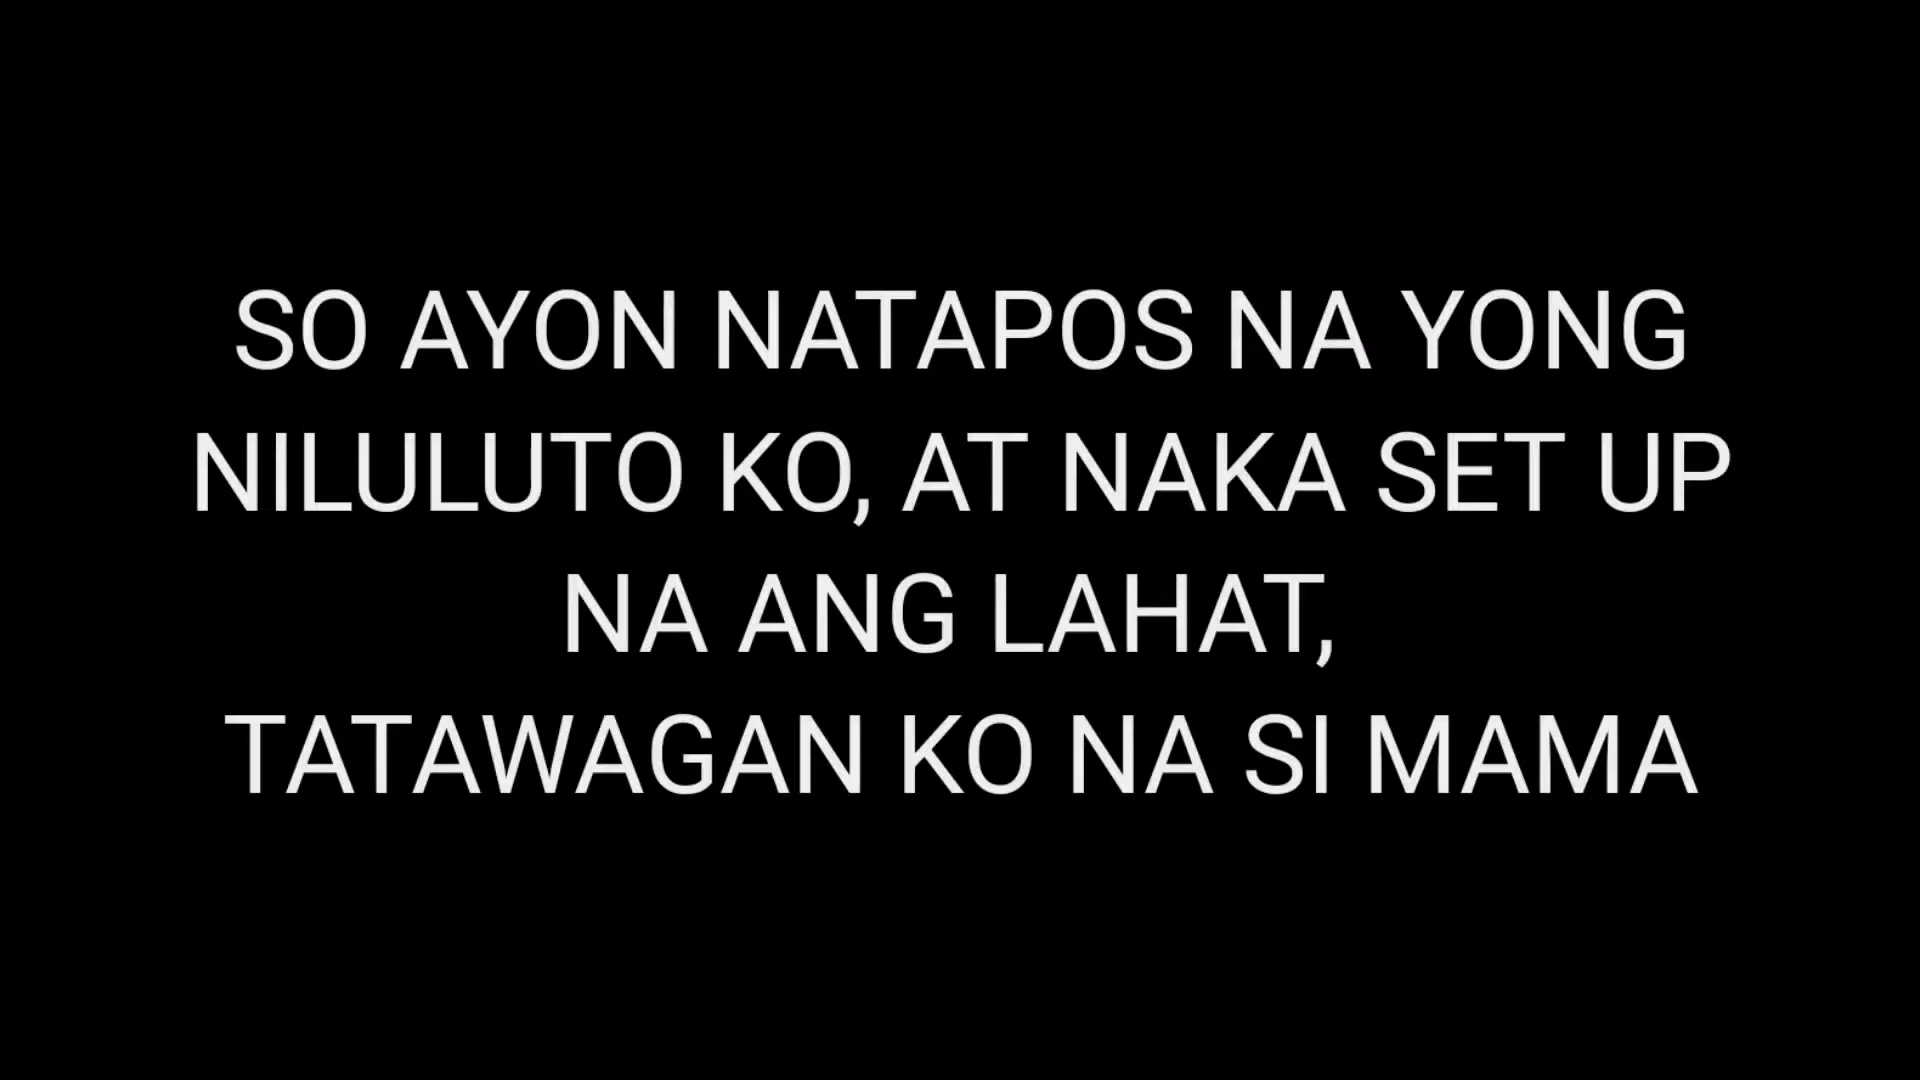 SO AYON NATAPOS NA YONG
NILULUTO KO, AT NAKA SET UP
NA ANG LAHAT,
TATAWAGAN KO NA SI MAMA